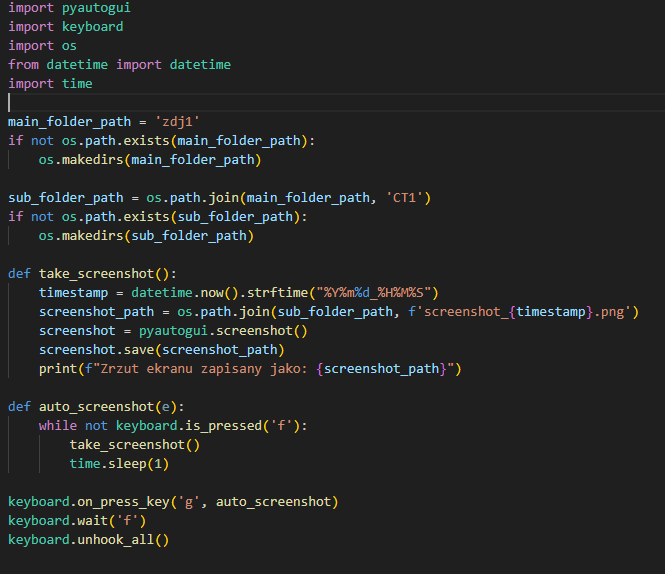 import pyautogui
import keyboard
import os
from datetime import datetime
import time
main_folder_path = 'zdj1'
if not os.path.exists(main_folder_path):
    os.makedirs(main_folder_path)
sub_folder_path = os.path.join(main_folder_path, 'CT1')
if not os.path.exists(sub_folder_path):
    os.makedirs(sub_folder_path)
def take_screenshot():
    timestamp = datetime.now().strftime("%Y%m%d_%H%M%S")
    screenshot_path = os.path.join(sub_folder_path, f'screenshot_{timestamp}.png')
    screenshot = pyautogui.screenshot()
    screenshot.save(screenshot_path)
    print(f"Zrzut ekranu zapisany jako: {screenshot_path}")
def auto_screenshot(e):
    while not keyboard.is_pressed('f'):
        take_screenshot()
        time.sleep(1)
keyboard.on_press_key('g', auto_screenshot)
keyboard.wait('f')
keyboard.unhook_all()